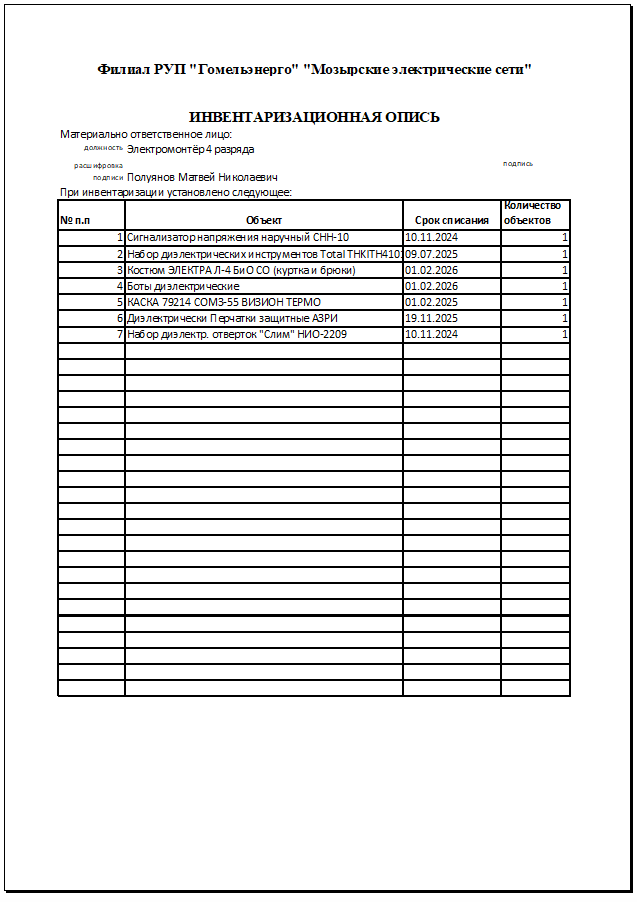 Филиал РУП "Гомельэнерго" "Мозырские электрические сети"
ИНВЕНТАРИЗАЦИОННАЯ ОПИСЬ
Материально ответственное лицо:
должность Электромонтёр 4 разряда
расшифровка подпись
подписи Полуянов Матвей Николаевич
При инвентаризации установлено следующее:
№ п.п Объект Срок списания Количество объектов
1 Сигнализатор напряжения наручный СНН-10 10.11.2024 1
2 Набор диэлектрических инструментов Total THKITH410 09.07.2025 1
3 Костюм ЭЛЕКТРА Л-4 БиО СО (куртка и брюки) 01.02.2026 1
4 Боты диэлектрические 01.02.2026 1
5 КАСКА 79214 СОМЗ-55 ВИЗИОН ТЕРМО 01.02.2025 1
6 Диэлектрически Перчатки защитные АЗРИ 19.11.2025 1
7 Набор диэлектр. отверток "Слим" НИО-2209 10.11.2024 1